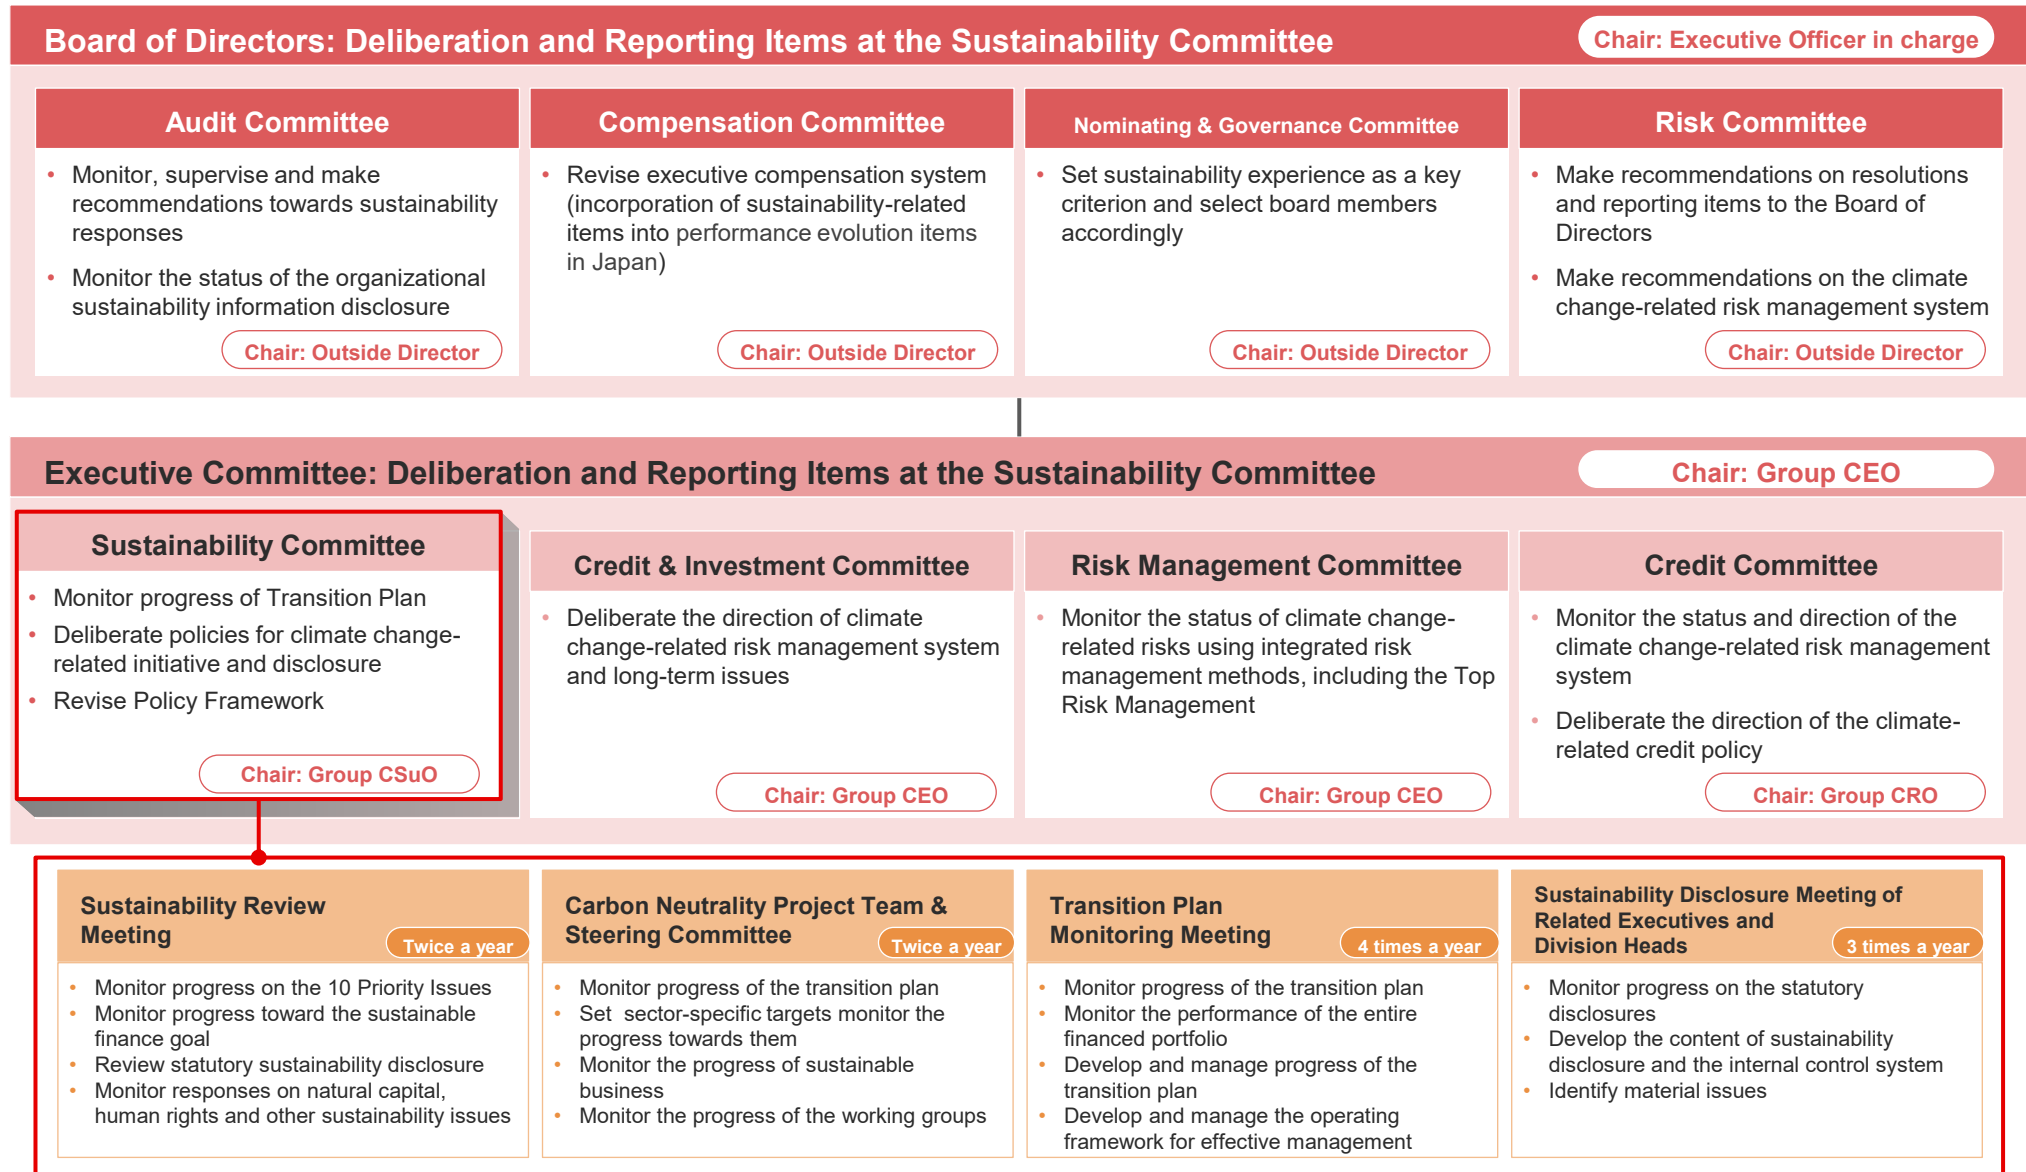 Board of Directors: Deliberation and Reporting Items at the Sustainability Committee
Chair: Executive Officer in charge
Audit Committee
• Monitor, supervise and make
recommendations towards sustainability
responses
• Monitor the status of the organizational
sustainability information disclosure
Chair: Outside Director
Compensation Committee
• Revise executive compensation system
(incorporation of sustainability-related
items into performance evolution items
in Japan)
Chair: Outside Director
Nominating & Governance Committee
• Set sustainability experience as a key
criterion and select board members
accordingly
Chair: Outside Director
Risk Committee
• Make recommendations on resolutions
and reporting items to the Board of
Directors
• Make recommendations on the climate
change-related risk management system
Chair: Outside Director
Executive Committee: Deliberation and Reporting Items at the Sustainability Committee
Chair: Group CEO
Sustainability Committee
• Monitor progress of Transition Plan
• Deliberate policies for climate change-
related initiative and disclosure
• Revise Policy Framework
Chair: Group CSuO
Credit & Investment Committee
• Deliberate the direction of climate
change-related risk management system
and long-term issues
Chair: Group CEO
Risk Management Committee
• Monitor the status of climate change-
related risks using integrated risk
management methods, including the Top
Risk Management
Chair: Group CEO
Credit Committee
• Monitor the status and direction of the
climate change-related risk management
system
• Deliberate the direction of the climate-
related credit policy
Chair: Group CRO
Sustainability Review
Meeting
Twice a year
• Monitor progress on the 10 Priority Issues
• Monitor progress toward the sustainable
finance goal
• Review statutory sustainability disclosure
• Monitor responses on natural capital,
human rights and other sustainability issues
Carbon Neutrality Project Team &
Steering Committee
Twice a year
• Monitor progress of the transition plan
• Set sector-specific targets monitor the
progress towards them
• Monitor the progress of sustainable
business
• Monitor the progress of the working groups
Transition Plan
Monitoring Meeting
4 times a year
• Monitor progress of the transition plan
• Monitor the performance of the entire
financed portfolio
• Develop and manage progress of the
transition plan
• Develop and manage the operating
framework for effective management
Sustainability Disclosure Meeting of
Related Executives and
Division Heads
3 times a year
• Monitor progress on the statutory
disclosures
• Develop the content of sustainability
disclosure and the internal control system
• Identify material issues